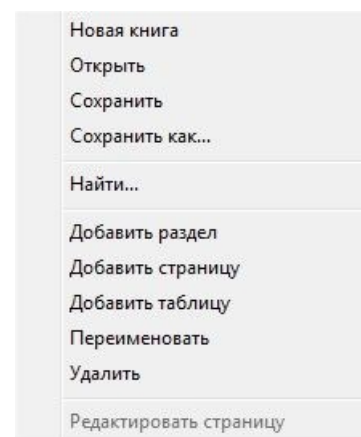 Новая книга
Открыть
Сохранить
Сохранить как...
Найти...
Добавить раздел
Добавить страницу
Добавить таблицу
Переименовать
Удалить
Редактировать страницу